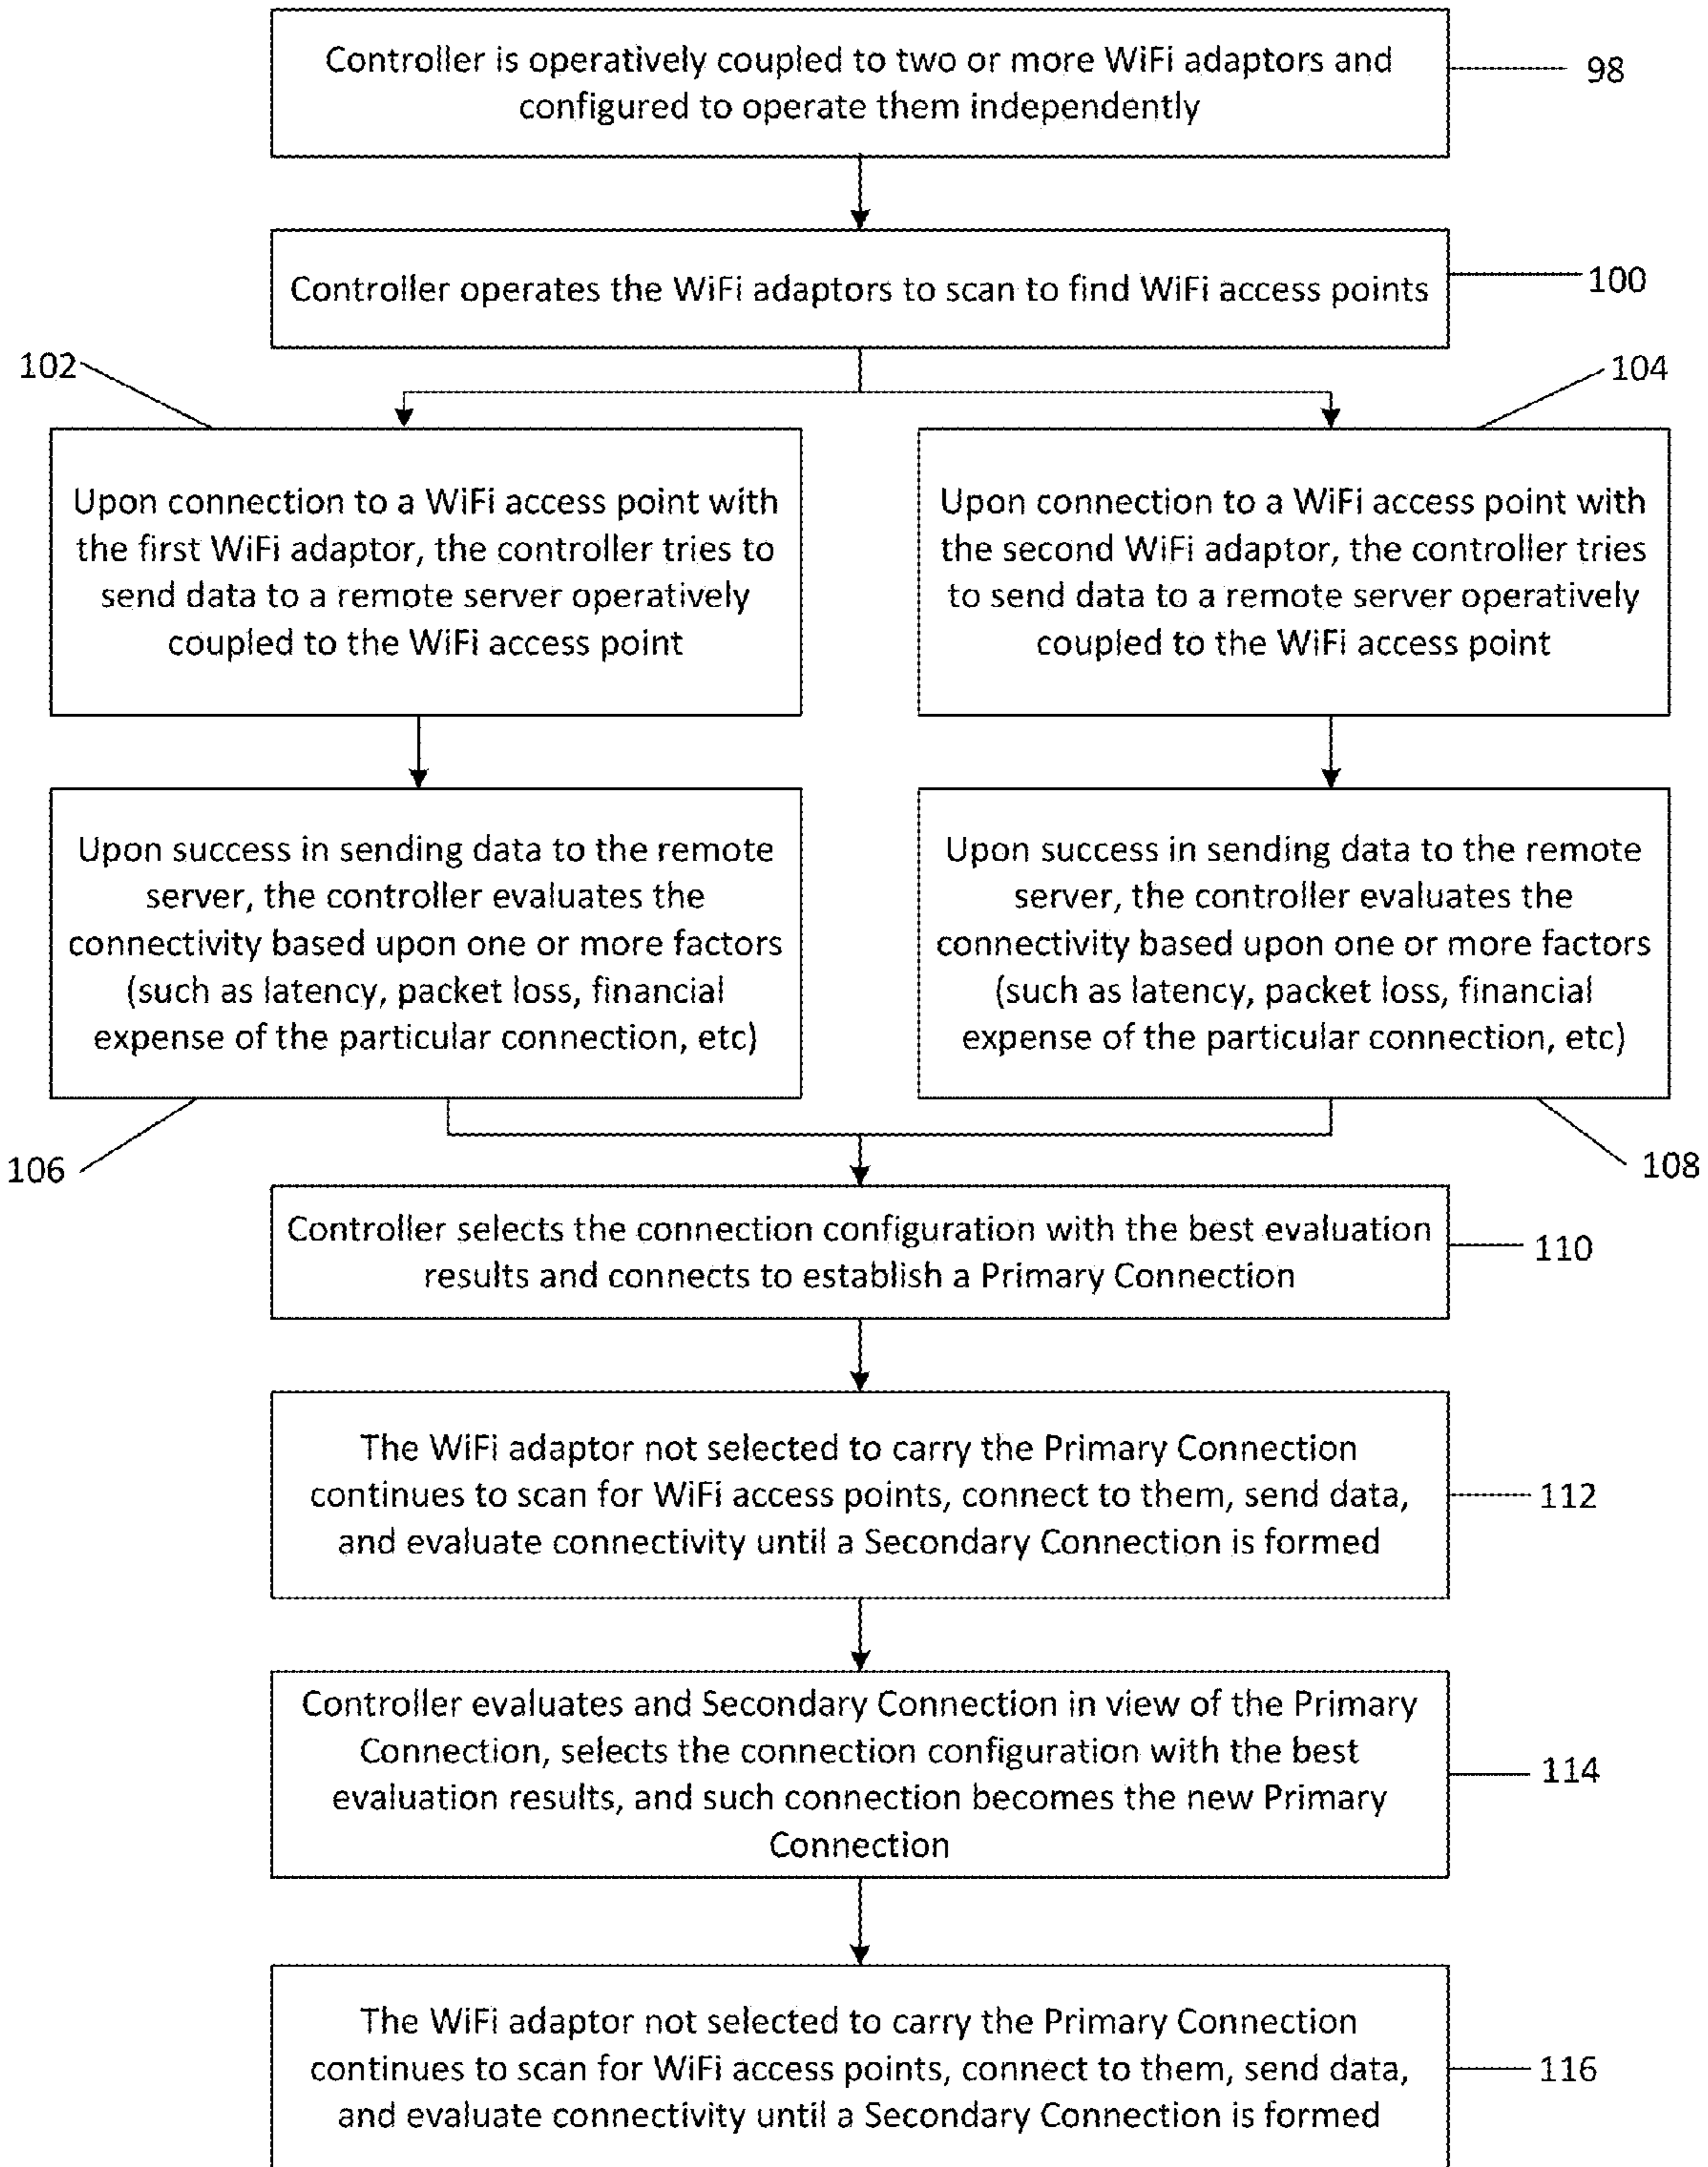 Controller is operatively coupled to two or more WiFi adaptors and
configured to operate them independently
98
Controller operates the WiFi adaptors to scan to find WiFi access points
100
102
104
Upon connection to a WiFi access point with
the first WiFi adaptor, the controller tries to
send data to a remote server operatively
coupled to the WiFi access point
Upon connection to a WiFi access point with
the second WiFi adaptor, the controller tries
to send data to a remote server operatively
coupled to the WiFi access point
Upon success in sending data to the remote
server, the controller evaluates the
connectivity based upon one or more factors
(such as latency, packet loss, financial
expense of the particular connection, etc)
Upon success in sending data to the remote
server, the controller evaluates the
connectivity based upon one or more factors
(such as latency, packet loss, financial
expense of the particular connection, etc)
106
108
Controller selects the connection configuration with the best evaluation
results and connects to establish a Primary Connection
110
The WiFi adaptor not selected to carry the Primary Connection
continues to scan for WiFi access points, connect to them, send data,
and evaluate connectivity until a Secondary Connection is formed
112
Controller evaluates and Secondary Connection in view of the Primary
Connection, selects the connection configuration with the best
evaluation results, and such connection becomes the new Primary
Connection
114
The WiFi adaptor not selected to carry the Primary Connection
continues to scan for WiFi access points, connect to them, send data,
and evaluate connectivity until a Secondary Connection is formed
116